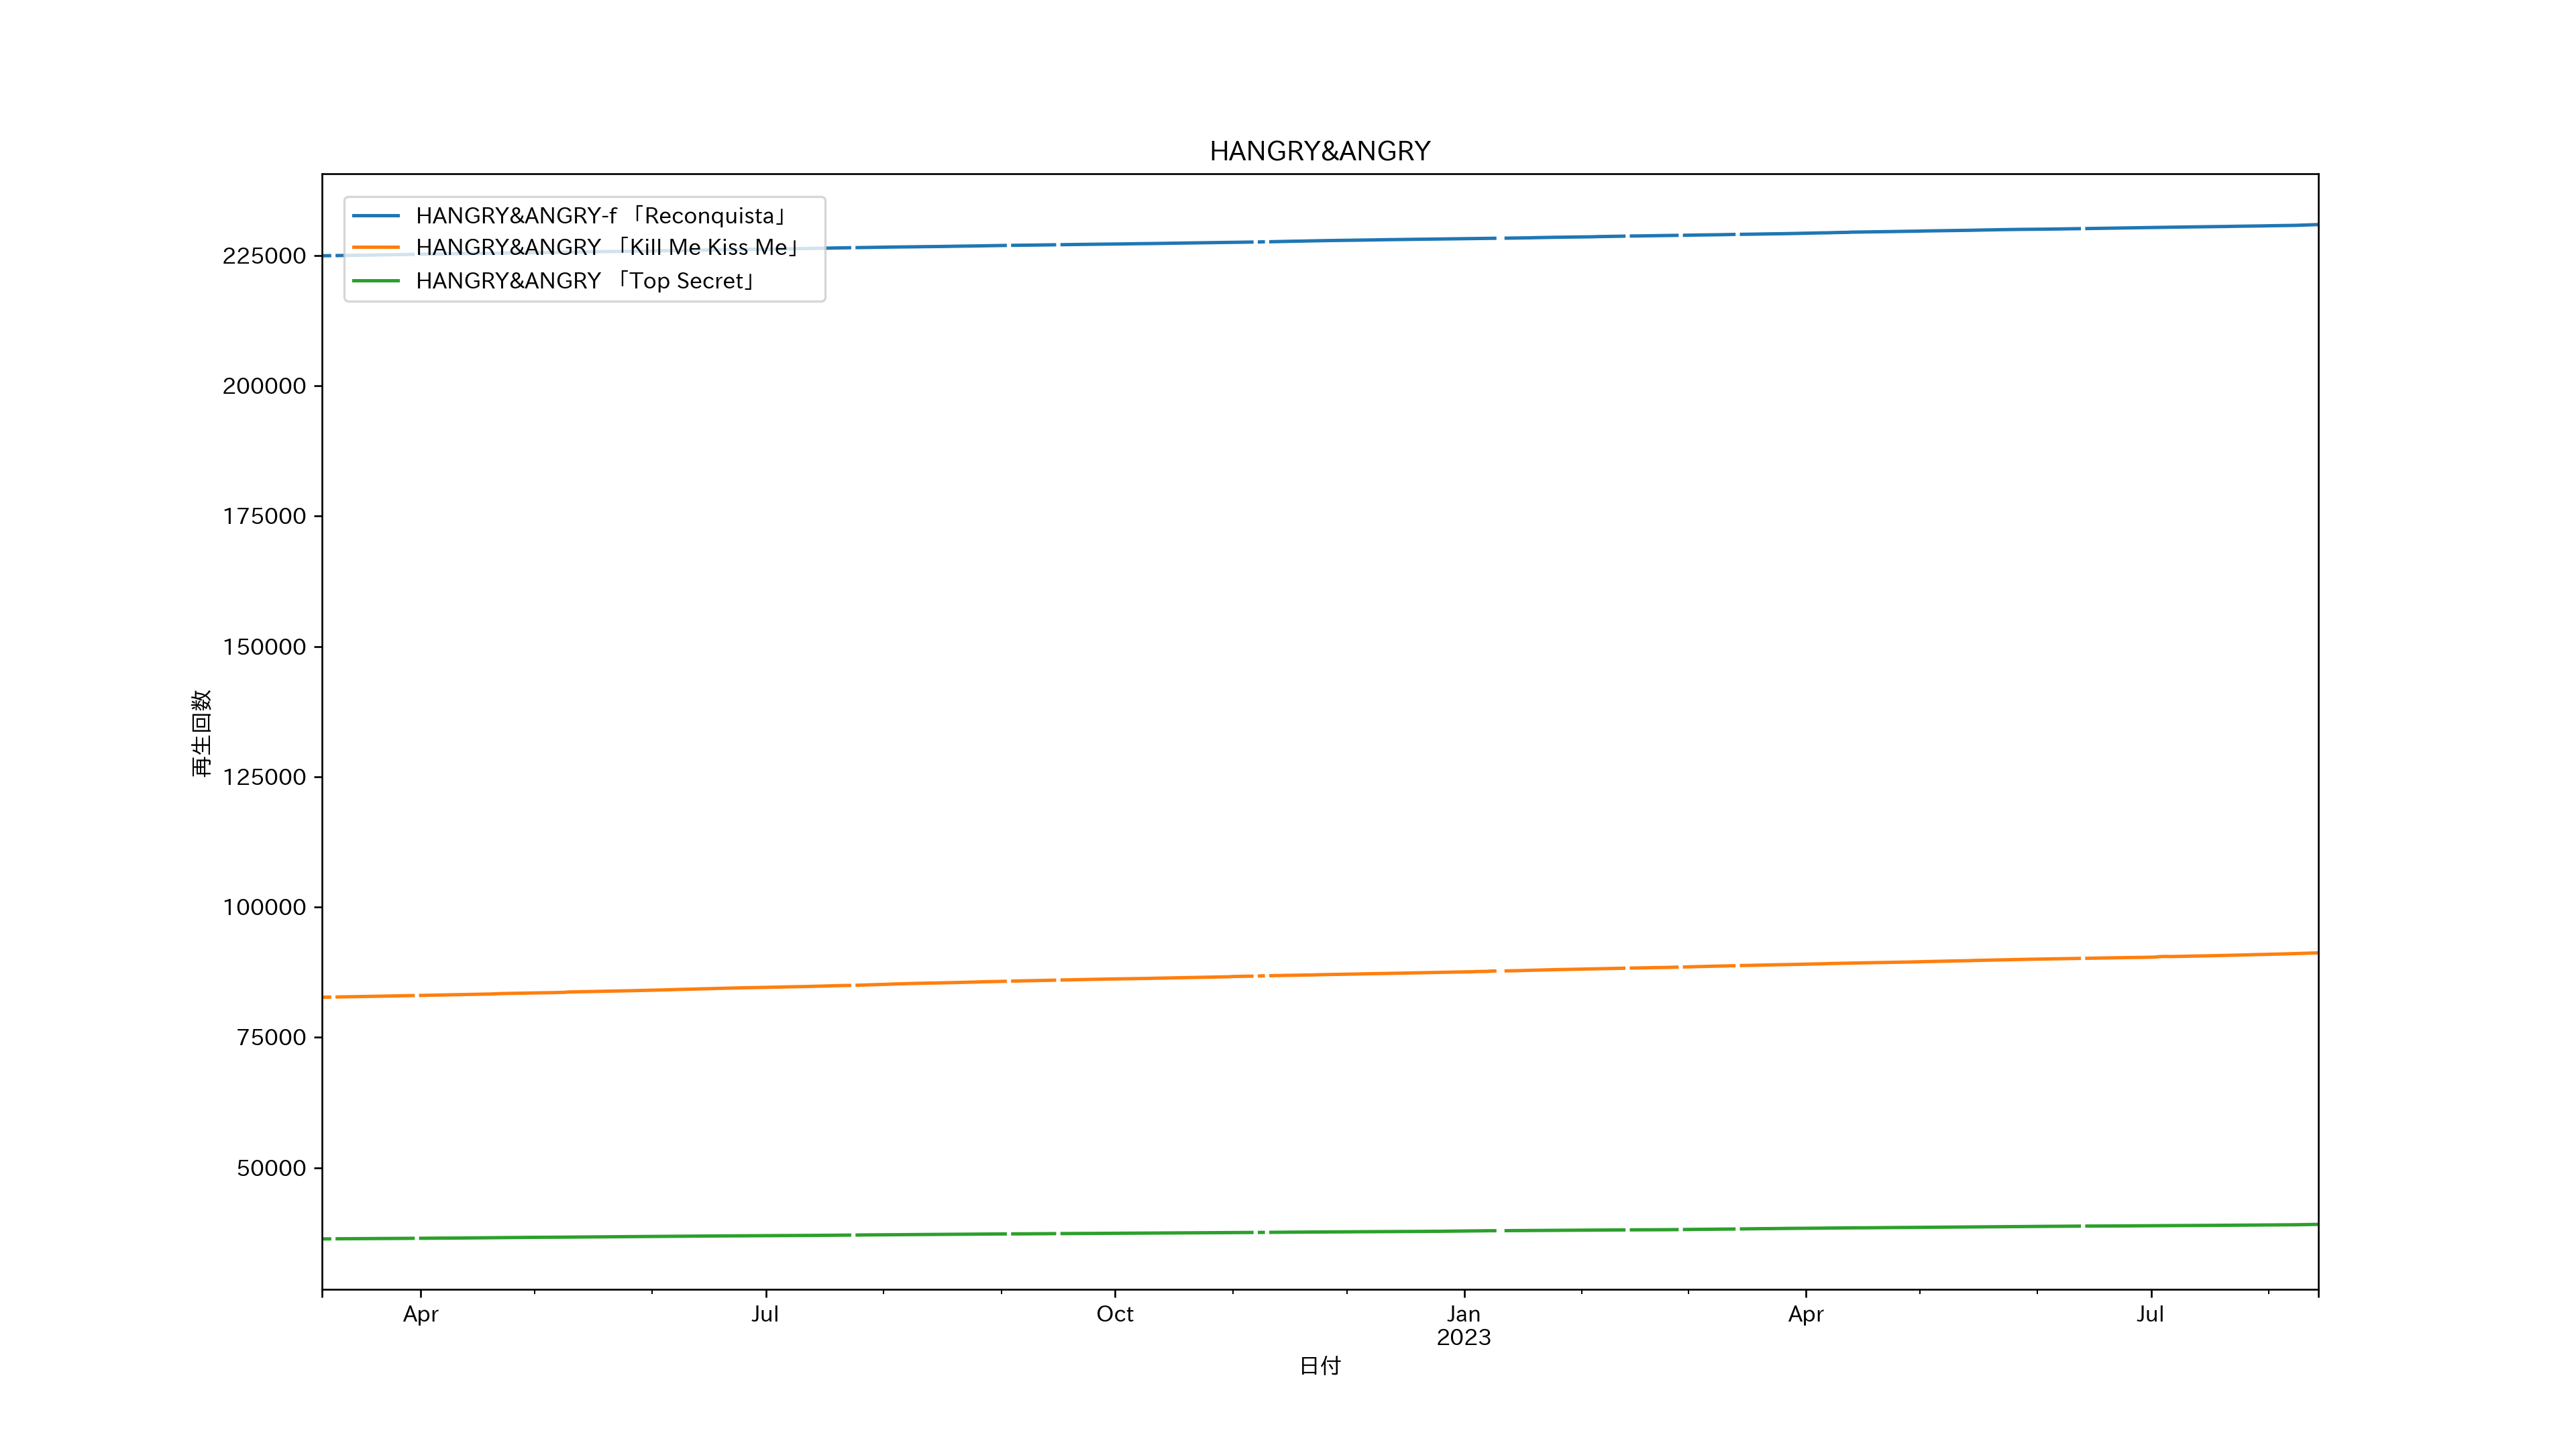 HANGRY&ANGRY
HANGRY&ANGRY-f 「Reconquista」
HANGRY&ANGRY 「Kill Me Kiss Me」
HANGRY&ANGRY 「Top Secret」
225000
200000
175000
150000
125000
100000
75000
50000
再生回数
Apr
Jul
Oct
Jan
2023
Apr
Jul
日付